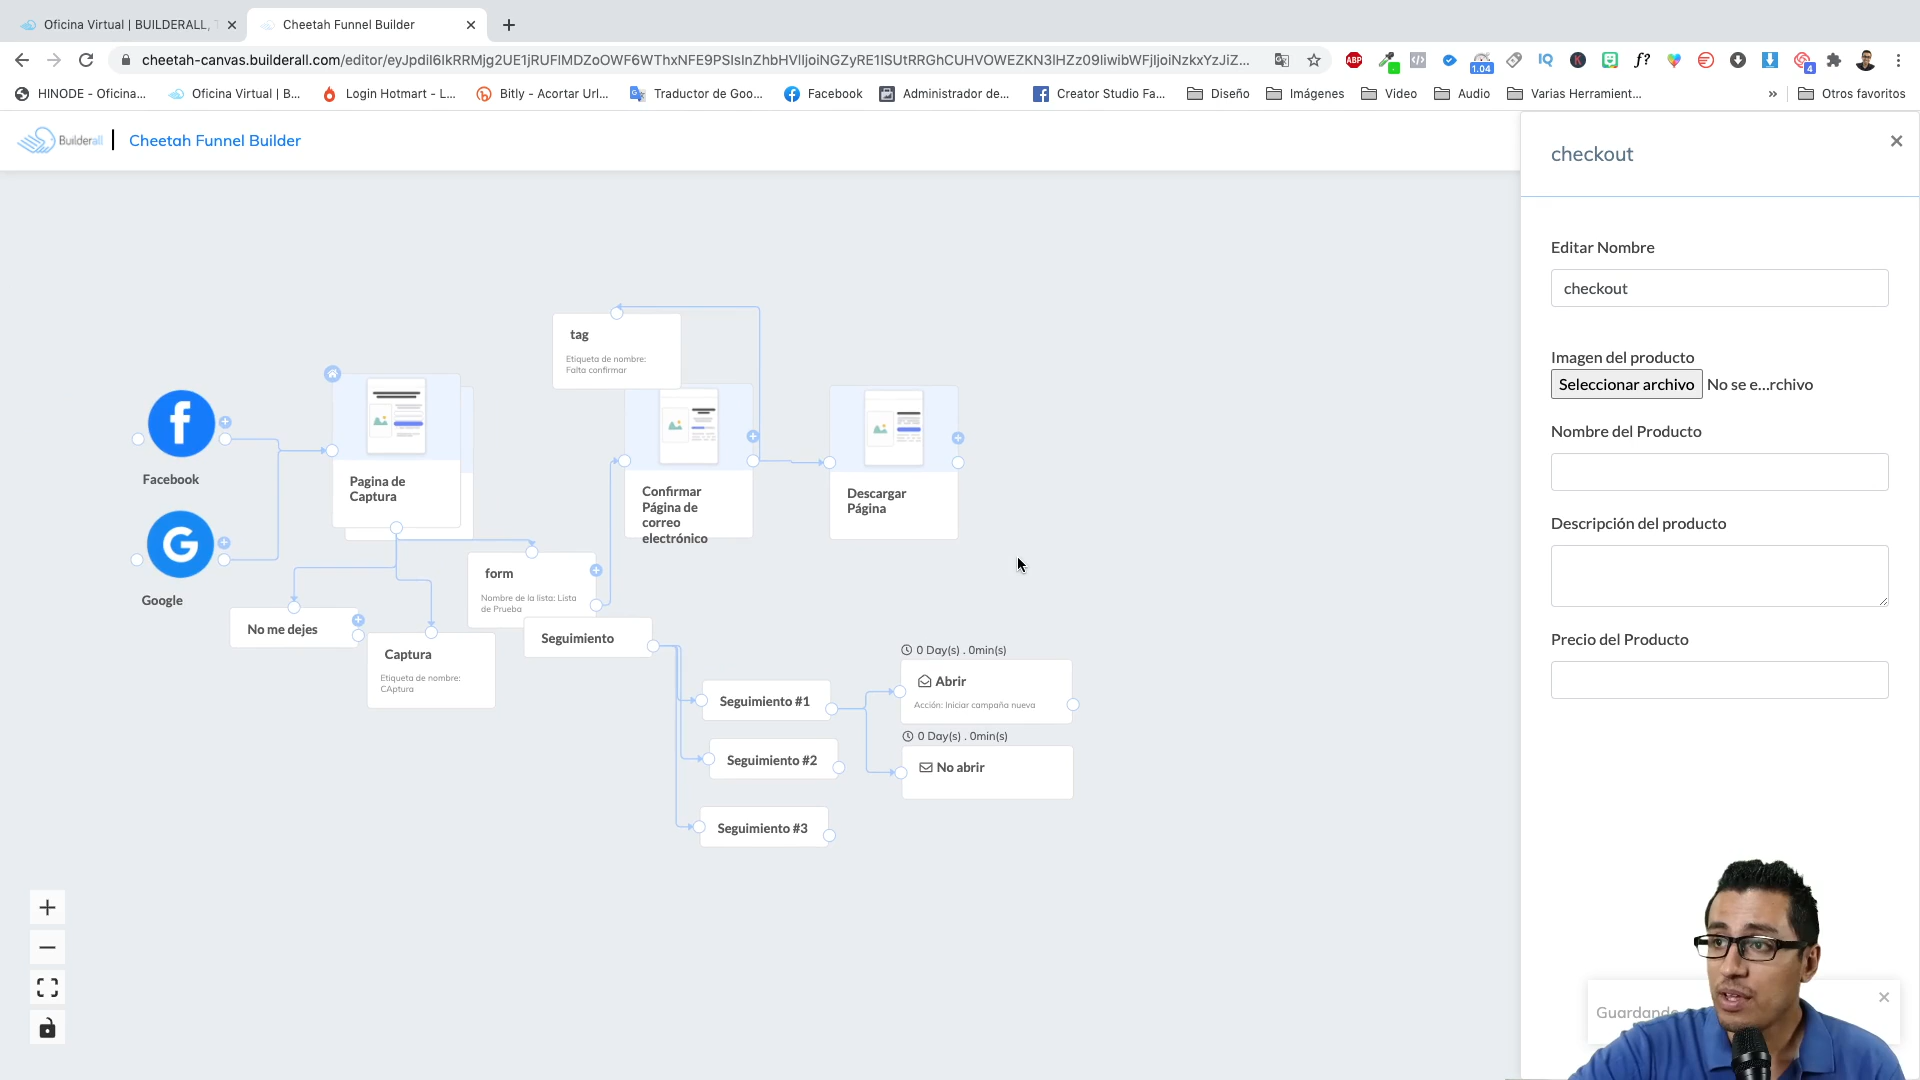 Oficina Virtual | BUILDERALL, T
Cheetah Funnel Builder
cheetah-canvas.builderall.com/editor/eyJpdiI6IkRRMjg2UE1jRUFIMDZoOWF6WThxNFE9PSIsInZhbHVlIjoiNGZyRE1ISUtRRGhCUHVOWEZKN3lHZz09IiwibWFjIjoiNzkxYzJiZ...
ABP
1.04
IQ
K
f?
4
HINODE - Oficina...
Oficina Virtual | B...
Login Hotmart - L...
Bitly - Acortar Url...
Traductor de Goo...
Facebook
Administrador de...
Creator Studio Fa...
Diseño
Imágenes
Video
Audio
Varias Herramient...
»
Otros favoritos
Builderall
Cheetah Funnel Builder
checkout
Editar Nombre
checkout
Imagen del producto
Seleccionar archivo
No se e...rchivo
Nombre del Producto
Descripción del producto
Precio del Producto
Guardando
tag
Etiqueta de nombre:
Falta confirmar
Facebook
Pagina de
Captura
Confirmar
Página de
correo
electrónico
Descargar
Página
G
Google
form
Nombre de la lista: Lista
de Prueba
No me dejes
Captura
Etiqueta de nombre:
CApture
Seguimiento
Seguimiento #1
Seguimiento #2
Seguimiento #3
0 Day(s) . 0min(s)
Abrir
Acción: Iniciar campaña nueva
0 Day(s) . 0min(s)
No abrir